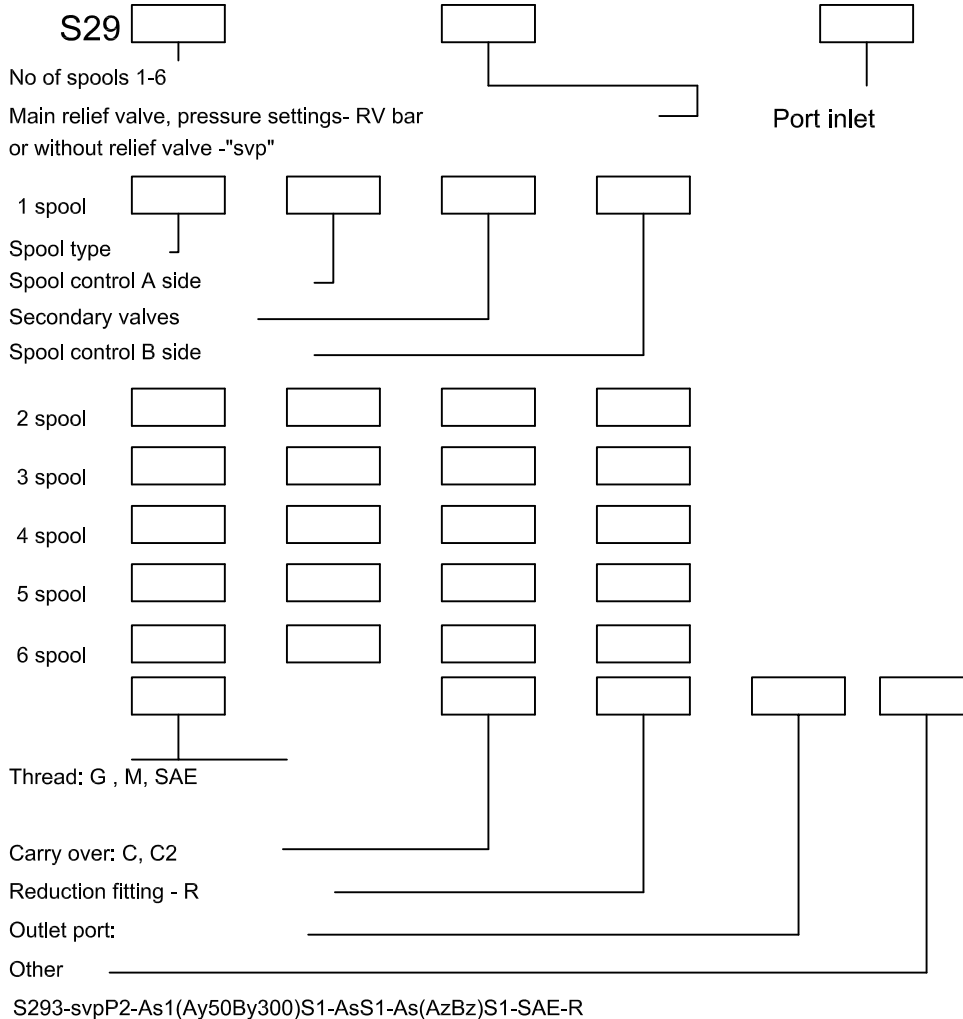 S29
No of spools 1-6
Main relief valve, pressure settings- RV bar
or without relief valve -"svp"
Port inlet
1 spool
Spool type
Spool control A side
Secondary valves
Spool control B side
2 spool
3 spool
4 spool
5 spool
6 spool
Thread: G , M, SAE
Carry over: C, C2
Reduction fitting - R
Outlet port:
Other
S293-svpP2-As1(Ay50By300)S1-AsS1-As(AzBz)S1-SAE-R